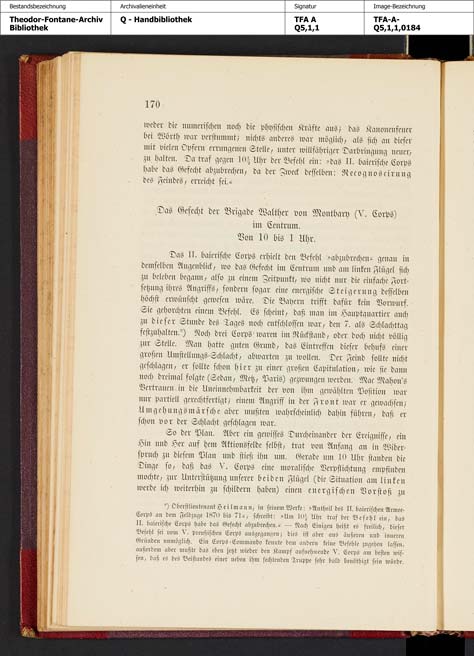 Bestandsbezeichnung
Theodor-Fontane-Archiv
Bibliothek
Archivalieneinheit
Q - Handbibliothek
Signatur
TFA A
Q5,1,1
Image-Bezeichnung
TFA-A-
Q5,1,1,0184
170
weder die numerischen noch die physischen Kräfte aus; das Kanonenfeuer
bei Wörth war verstummt; nichts anderes war möglich, als sich an dieser
mit vielen Opfern errungenen Stelle, unter willfähriger Darbringung neuer,
zu halten. Da traf gegen 10½ Uhr der Befehl ein: »das II. baierische Corps
habe das Gefecht abzubrechen, da der Zweck desselben: Recognoscirung
des Feindes, erreicht sei.«
Das Gefecht der Brigade Walther von Montbary (V. Corps)
im Centrum.
Von 10 bis 1 Uhr.
Das II. baierische Corps erhielt den Befehl »abzubrechen« genau in
demselben Augenblick, wo das Gefecht im Centrum und am linken Flügel sich
zu beleben begann, also zu einem Zeitpunkt, wo nicht nur die einfache Fort-
setzung ihres Angriffs, sondern sogar eine energische Steigerung desselben
höchst erwünscht gewesen wäre. Die Bayern trifft dafür kein Vorwurf.
Sie gehorchten einem Befehl. Es scheint, daß man im Hauptquartier auch
zu dieser Stunde des Tages noch entschlossen war, den 7. als Schlachttag
festzuhalten.*) Noch drei Corps waren im Rückstand, oder doch nicht völlig
zur Stelle. Man hatte guten Grund, das Eintreffen dieser behufs einer
großen Umstellungs-Schlacht, abwarten zu wollen. Der Feind sollte nicht
geschlagen, er sollte schon hier zu einer großen Capitulation, wie sie dann
noch dreimal folgte (Sedan, Metz, Paris) gezwungen werden. Mac Mahon's
Vertrauen in die Uneinnehmbarkeit der von ihm gewählten Position war
nur partiell gerechtfertigt; einem Angriff in der Front war er gewachsen;
Umgehungsmärsche aber mußten wahrscheinlich dahin führen, daß er
schon vor der Schlacht geschlagen war.
So der Plan. Aber ein gewisses Durcheinander der Ereignisse, ein
Hin und Her auf dem Aktionsfelde selbst, trat von Anfang an in Wider-
spruch zu diesem Plan und stieß ihn um. Gerade um 10 Uhr standen die
Dinge so, daß das V. Corps eine moralische Verpflichtung empfinden
mochte, zur Unterstützung unserer beiden Flügel (die Situation am linken
werde ich weiterhin zu schildern haben) einen energischen Vorstoß zu
*) Oberstlieutenant Heilmann, in seinem Werke: »Antheil des II. baierischen Armee-
Corps an dem Feldzuge 1870 bis 71«, schreibt: »Um 10½ Uhr traf der Befehl ein, das
II. baierische Corps habe das Gefecht abzubrechen.« — Nach Einigen heißt es freilich, dieser
Befehl sei vom V. preußischen Corps ausgegangen; dies ist aber aus äußeren und inneren
Gründen unmöglich. Ein Corps-Commando konnte dem andern keine Befehle zugehen lassen,
außerdem aber mußte das eben jetzt wieder den Kampf aufnehmende V. Corps am besten wis-
sen, daß es des Beistandes einer neben ihm fechtenden Truppe sehr bald benöthigt sein würde.